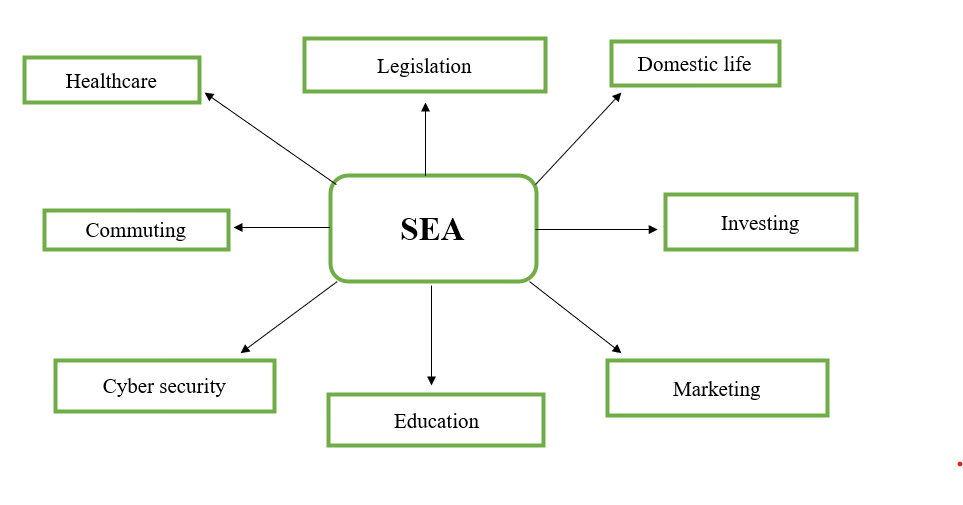 Healthcare
Legislation
Domestic life
Commuting
SEA
Investing
Cyber security
Education
Marketing